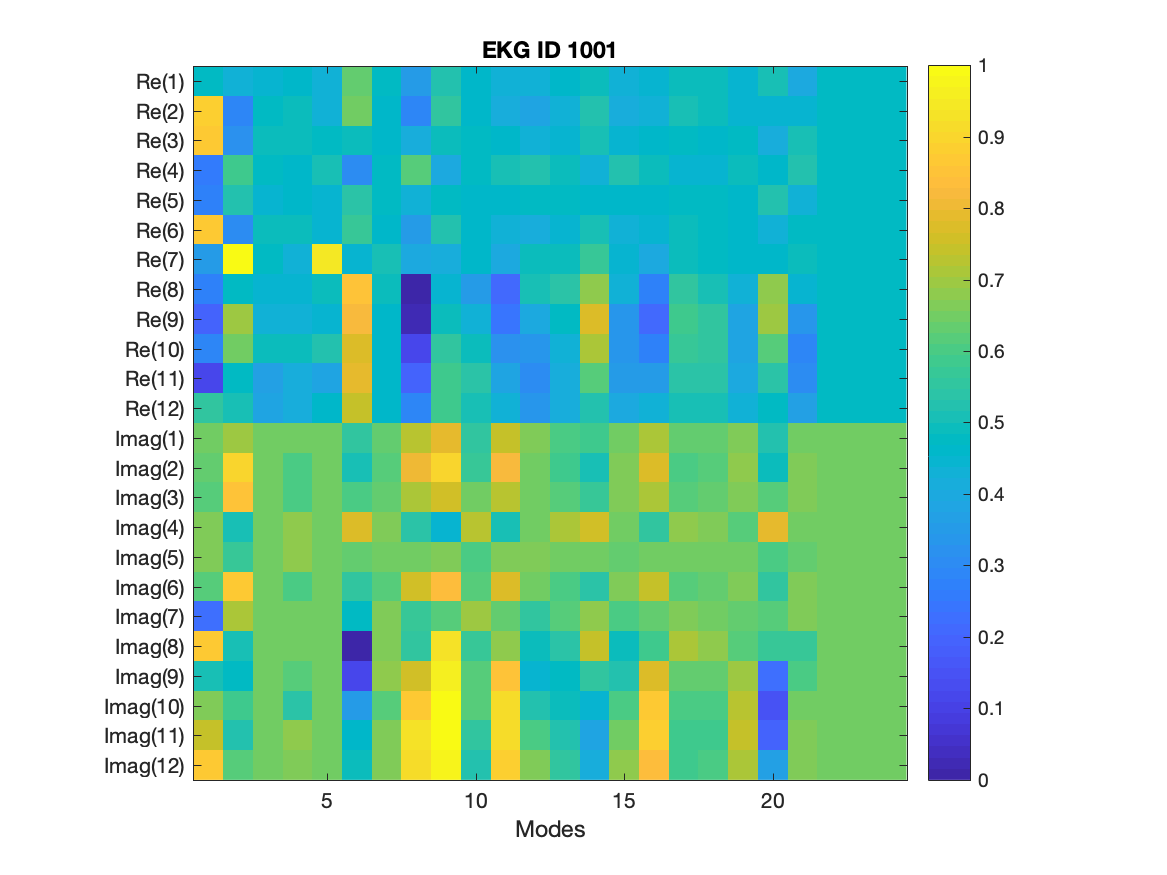 EKG ID 1001
Re(1)
Re(2)
Re(3)
Re(4)
Re(5)
Re(6)
Re(7)
Re(8)
Re(9)
Re(10)
Re(11)
Re(12)
Imag(1)
Imag(2)
Imag(3)
Imag(4)
Imag(5)
Imag(6)
Imag(7)
Imag(8)
Imag(9)
Imag(10)
Imag(11)
Imag(12)
5 10 15 20
Modes
1
0.9
0.8
0.7
0.6
0.5
0.4
0.3
0.2
0.1
0